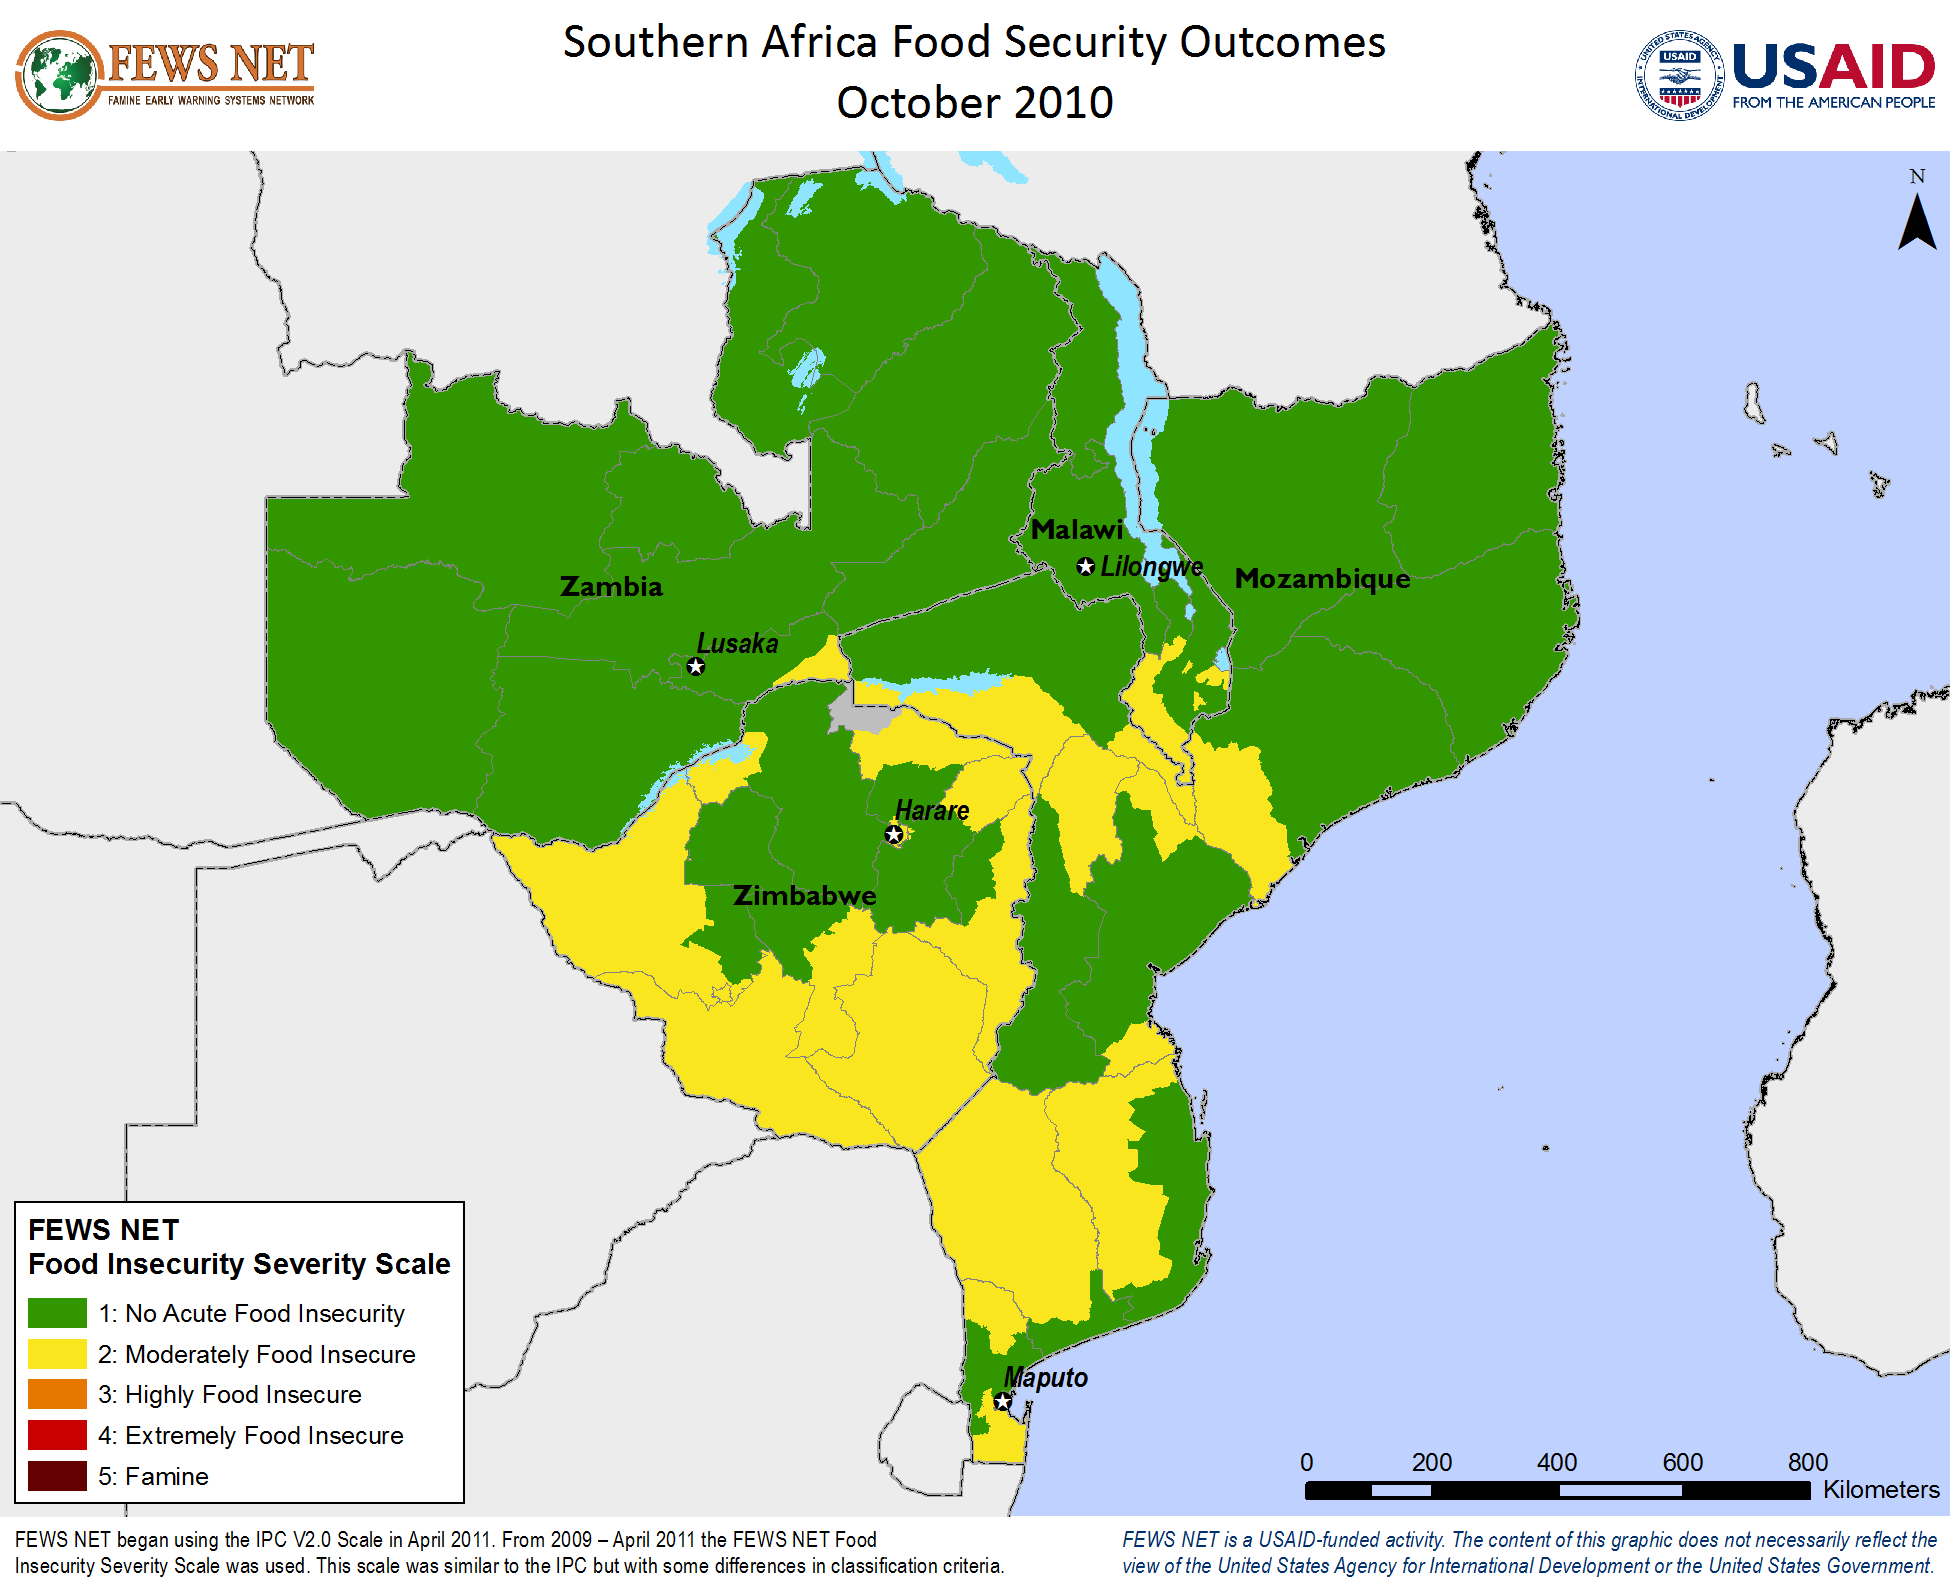 FEWS NET
FAMINE EARLY WARNING SYSTEMS NETWORK
Southern Africa Food Security Outcomes
October 2010
UNITED STATES AGENCY
USAID
INTERNATIONAL DEVELOPMENT
USAID
FROM THE AMERICAN PEOPLE
N
Malawi
Lilongwe
Mozambique
Zambia
Lusaka
Harare
Zimbabwe
Maputo
FEWS NET
Food Insecurity Severity Scale
1: No Acute Food Insecurity
2: Moderately Food Insecure
3: Highly Food Insecure
4: Extremely Food Insecure
5: Famine
0 200 400 600 800
Kilometers
FEWS NET began using the IPC V2.0 Scale in April 2011. From 2009 – April 2011 the FEWS NET Food
Insecurity Severity Scale was used. This scale was similar to the IPC but with some differences in classification criteria.
FEWS NET is a USAID-funded activity. The content of this graphic does not necessarily reflect the
view of the United States Agency for International Development or the United States Government.